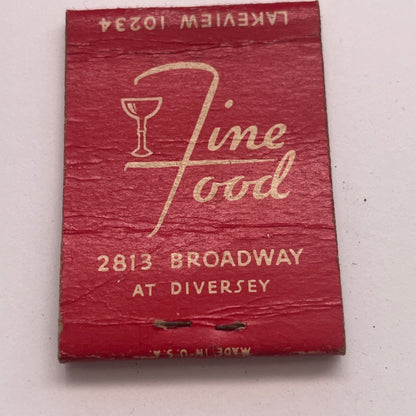 LAKEVIEW 10234
Fine
Food
2813 BROADWAY
AT DIVERSEY
MADE IN U.S.A.